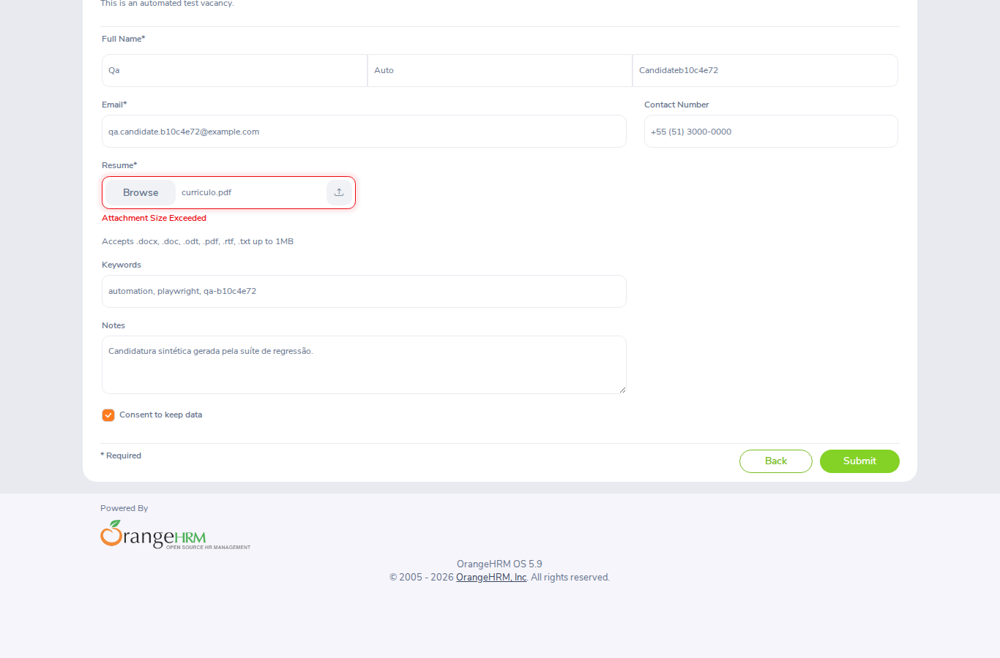 This is an automated test vacancy.
Full Name*
Qa
Auto
Candidateb10c4e72
Email*
Contact Number
qa.candidate.b10c4e72@example.com
+55 (51) 3000-0000
Resume*
Browse
curriculo.pdf
Attachment Size Exceeded
Accepts .docx, .doc, .odt, .pdf, .rtf, .txt up to 1MB
Keywords
automation, playwright, qa-b10c4e72
Notes
Candidatura sintética gerada pela suíte de regressão.
Consent to keep data
* Required
Back
Submit
Powered By
OrangeHRM
OPEN SOURCE HR MANAGEMENT
OrangeHRM OS 5.9
© 2005 - 2026 OrangeHRM, Inc. All rights reserved.